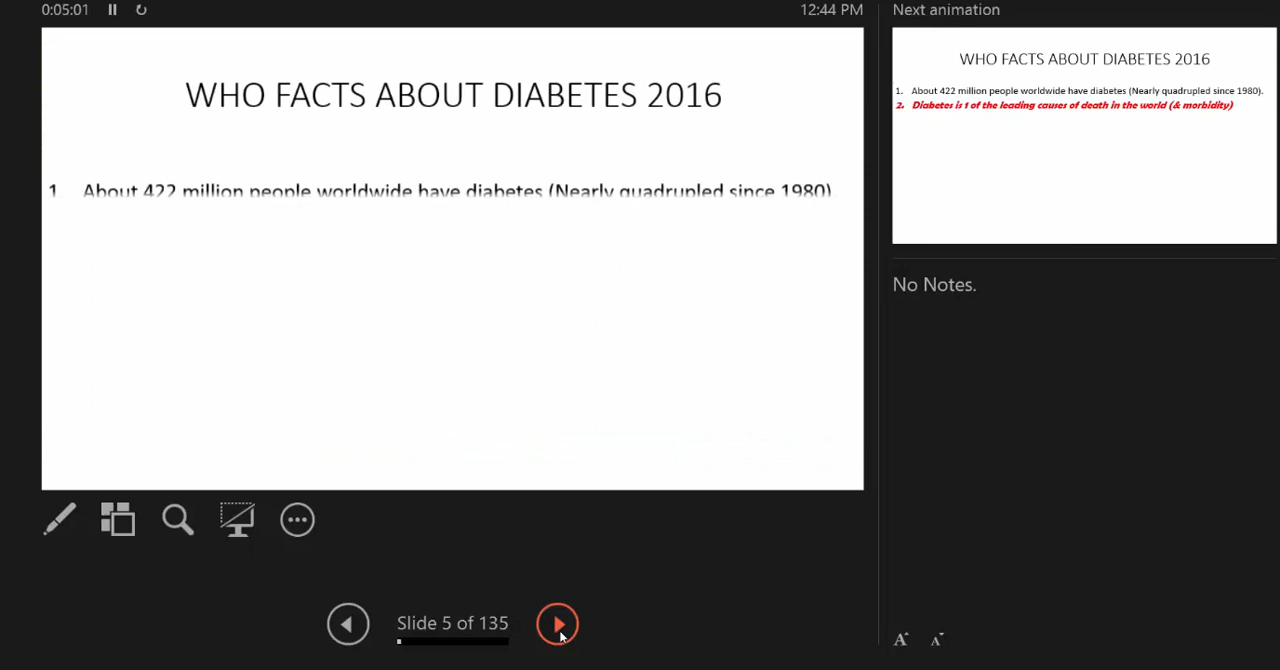 0:05:01
12:44 PM
Next animation
WHO FACTS ABOUT DIABETES 2016
1. About 422 million people worldwide have diabetes (Nearly quadrupled since 1980)
WHO FACTS ABOUT DIABETES 2016
1. About 422 million people worldwide have diabetes (Nearly quadrupled since 1980).
2. Diabetes is 1 of the leading causes of death in the world (& morbidity)
No Notes.
Slide 5 of 135
A A